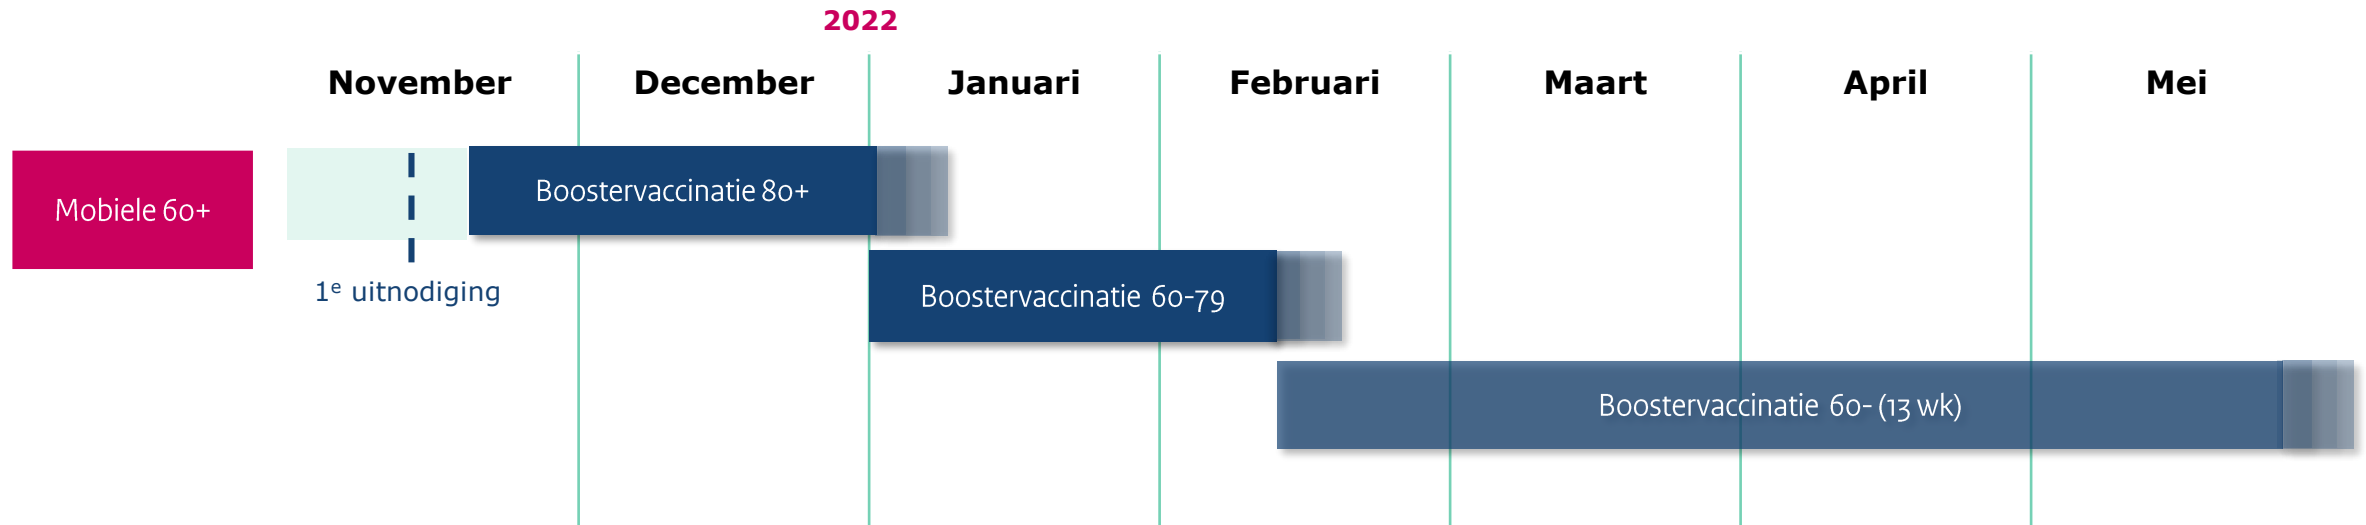 2022
November December Januari Februari Maart April Mei
Mobiele 60+
Boostervaccinatie 80+
1e uitnodiging
Boostervaccinatie 60-79
Boostervaccinatie 60- (13 wk)